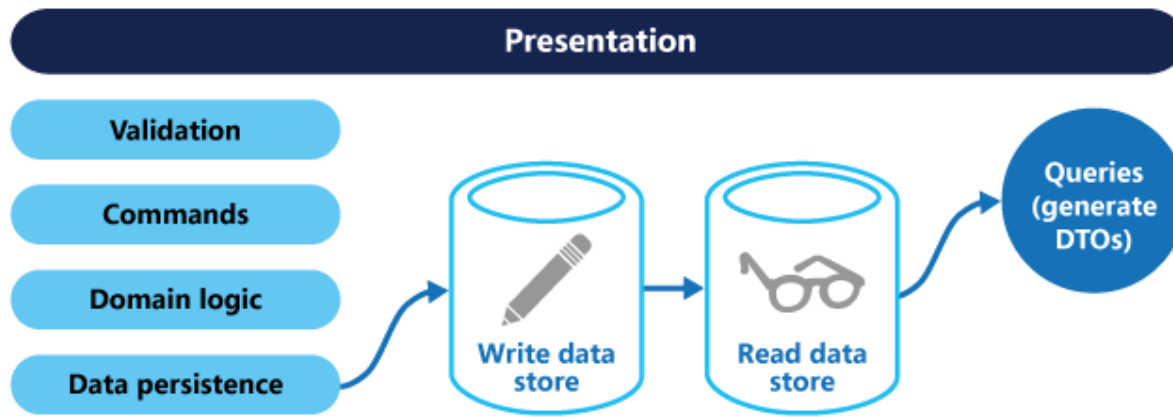 Presentation
Validation
Commands
Domain logic
Data persistence
Write data
store
Read data
store
Queries
(generate
DTOs)